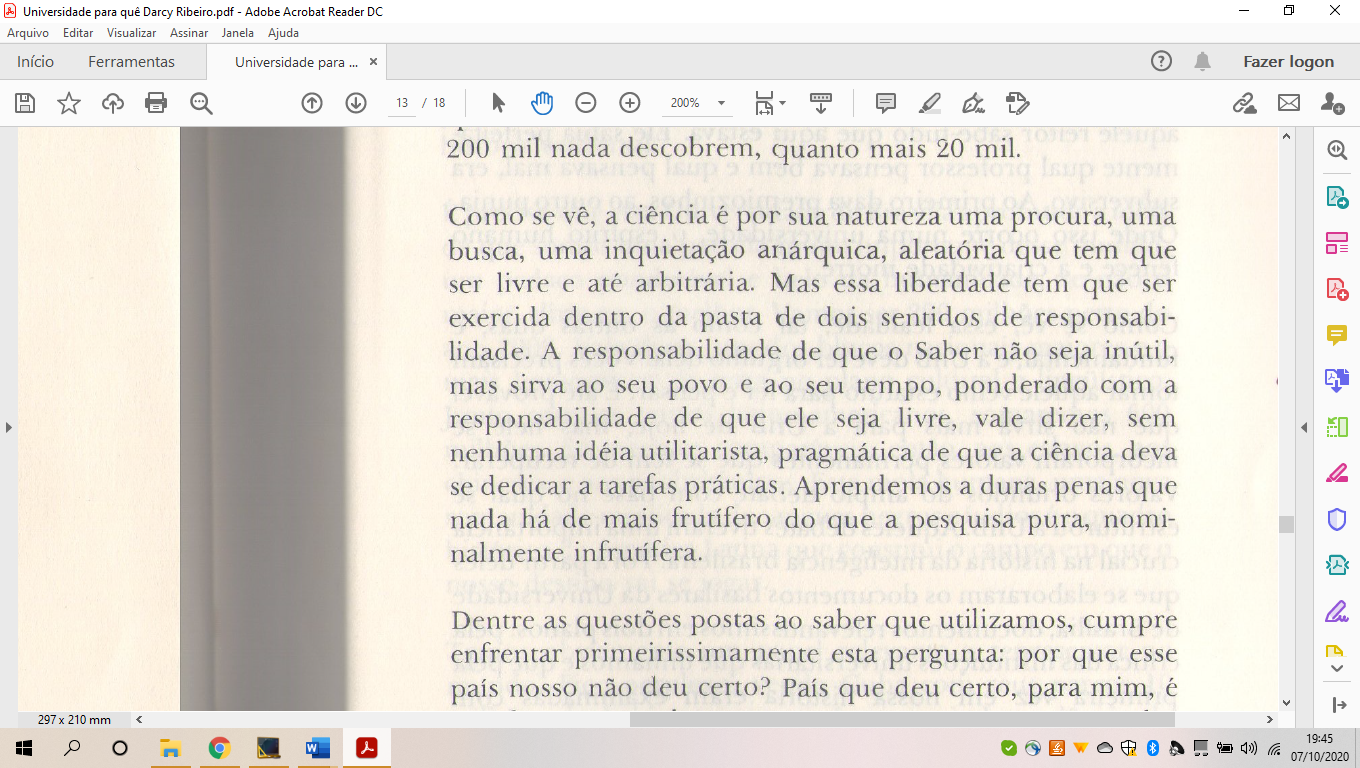 Universidade para quê Darcy Ribeiro.pdf - Adobe Acrobat Reader DC
Arquivo Editar Visualizar Assinar Janela Ajuda
Início Ferramentas Universidade para ... × Fazer logon
13 / 18 200%
200 mil nada descobrem, quanto mais 20 mil.
Como se vê, a ciência é por sua natureza uma procura, uma
busca, uma inquietação anárquica, aleatória que tem que
ser livre e até arbitrária. Mas essa liberdade tem que ser
exercida dentro da pasta de dois sentidos de responsabi-
lidade. A responsabilidade de que o Saber não seja inútil,
mas sirva ao seu povo e ao seu tempo, ponderado com a
responsabilidade de que ele seja livre, vale dizer, sem
nenhuma idéia utilitarista, pragmática de que a ciência deva
se dedicar a tarefas práticas. Aprendemos a duras penas que
nada há de mais frutífero do que a pesquisa pura, nomi-
nalmente infrutífera.
Dentre as questões postas ao saber que utilizamos, cumpre
enfrentar primeirissimamente esta pergunta: por que esse
país nosso não deu certo? País que deu certo, para mim, é
297 x 210 mm
19:45
07/10/2020